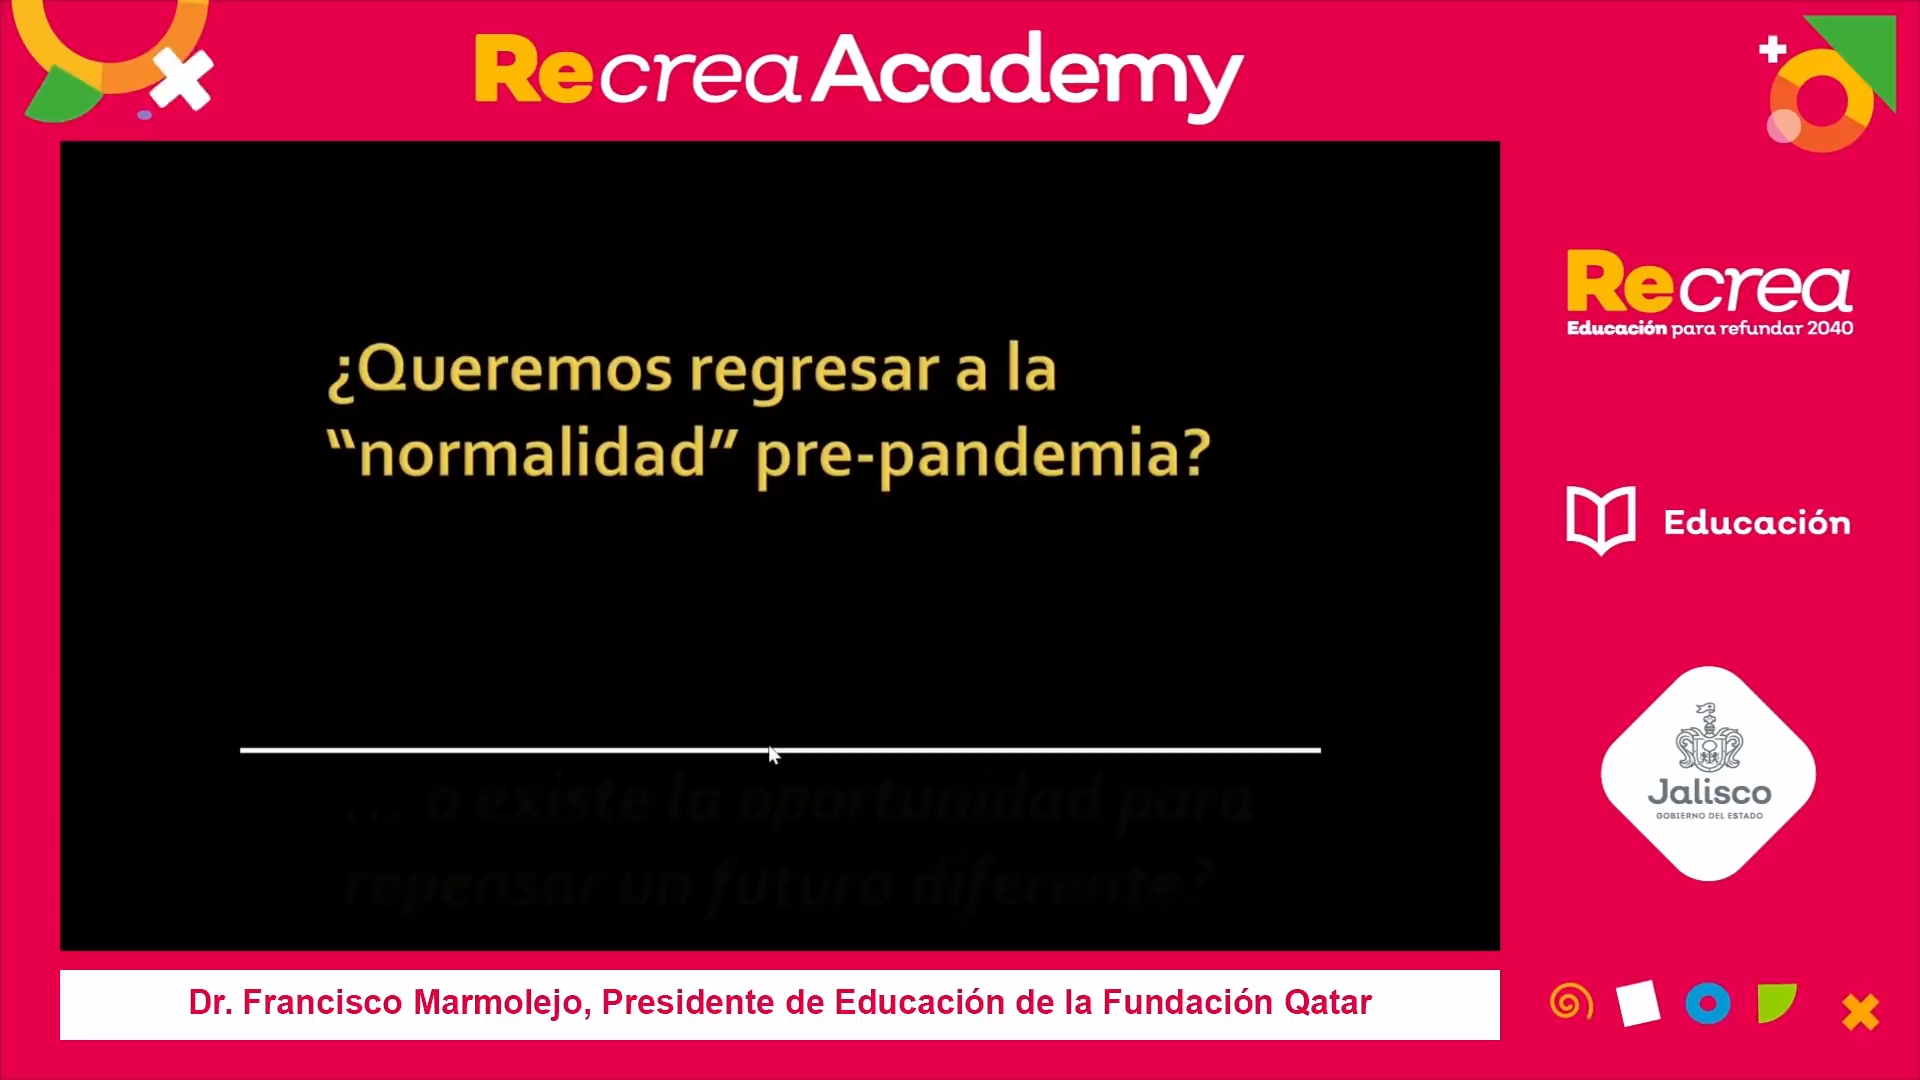 Recrea Academy
¿Queremos regresar a la
“normalidad” pre-pandemia?
... o existe la oportunidad para
repensar un futuro diferente?
Dr. Francisco Marmolejo, Presidente de Educación de la Fundación Qatar
Recrea
Educación para refundar 2040
Educación
Jalisco
GOBIERNO DEL ESTADO